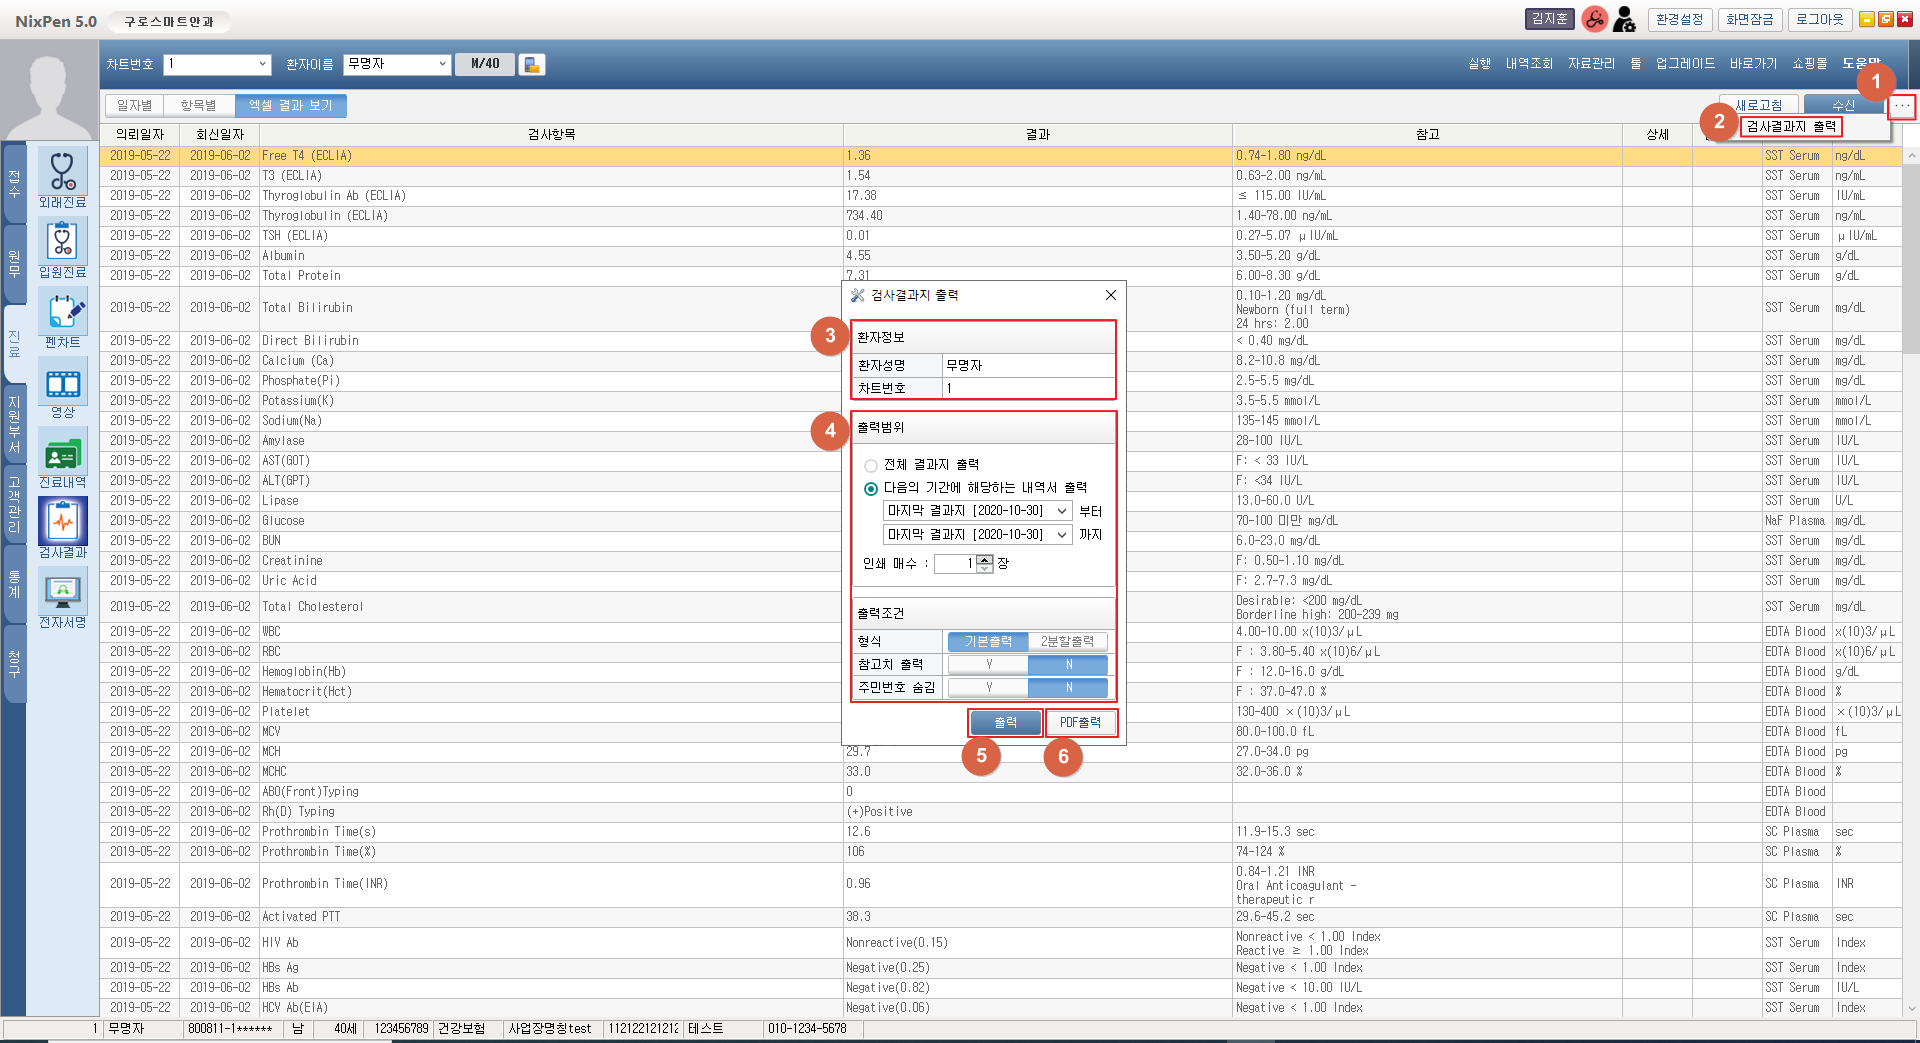 NixPen 5.0 구로스마트안과 김지훈 환경설정 화면잠금 로그아웃
차트번호 1 환자이름 무명자 M/40 실행 내역조회 자료관리 툴 업그레이드 바로가기 쇼핑몰
1
일자별 항목별 엑셀 결과 보기 새로고침 수신 ...
2 검사결과지 출력
의뢰일자 회신일자 검사항목 결과 참고 상세
2019-05-22 2019-06-02 Free T4 (ECLIA) 1.36 0.74-1.80 ng/dL SST Serum ng/dL
2019-05-22 2019-06-02 T3 (ECLIA) 1.54 0.63-2.00 ng/mL SST Serum ng/mL
2019-05-22 2019-06-02 Thyroglobulin Ab (ECLIA) 17.38 ≤ 115.00 IU/mL SST Serum IU/mL
2019-05-22 2019-06-02 Thyroglobulin (ECLIA) 734.40 1.40-78.00 ng/mL SST Serum ng/mL
2019-05-22 2019-06-02 TSH (ECLIA) 0.01 0.27-5.07 μIU/mL SST Serum μIU/mL
2019-05-22 2019-06-02 Albumin 4.55 3.50-5.20 g/dL SST Serum g/dL
2019-05-22 2019-06-02 Total Protein 7.31 6.00-8.30 g/dL SST Serum g/dL
2019-05-22 2019-06-02 Total Bilirubin 0.10-1.20 mg/dL
Newborn (full term)
24 hrs: 2.00 SST Serum mg/dL
2019-05-22 2019-06-02 Direct Bilirubin < 0.40 mg/dL SST Serum mg/dL
2019-05-22 2019-06-02 Calcium (Ca) 8.2-10.8 mg/dL SST Serum mg/dL
2019-05-22 2019-06-02 Phosphate(Pi) 2.5-5.5 mg/dL SST Serum mg/dL
2019-05-22 2019-06-02 Potassium(K) 3.5-5.5 mmol/L SST Serum mmol/L
2019-05-22 2019-06-02 Sodium(Na) 135-145 mmol/L SST Serum mmol/L
2019-05-22 2019-06-02 Amylase 28-100 IU/L SST Serum IU/L
2019-05-22 2019-06-02 AST(GOT) F: < 33 IU/L SST Serum IU/L
2019-05-22 2019-06-02 ALT(GPT) F: <34 IU/L SST Serum IU/L
2019-05-22 2019-06-02 Lipase 13.0-60.0 U/L SST Serum U/L
2019-05-22 2019-06-02 Glucose 70-100 미만 mg/dL NaF Plasma mg/dL
2019-05-22 2019-06-02 BUN 6.0-23.0 mg/dL SST Serum mg/dL
2019-05-22 2019-06-02 Creatinine F: 0.50-1.10 mg/dL SST Serum mg/dL
2019-05-22 2019-06-02 Uric Acid F: 2.7-7.3 mg/dL SST Serum mg/dL
2019-05-22 2019-06-02 Total Cholesterol Desirable: <200 mg/dL
Borderline high: 200-239 mg SST Serum mg/dL
2019-05-22 2019-06-02 WBC 4.00-10.00 x(10)3/μL EDTA Blood x(10)3/μL
2019-05-22 2019-06-02 RBC F : 3.80-5.40 x(10)6/μL EDTA Blood x(10)6/μL
2019-05-22 2019-06-02 Hemoglobin(Hb) F : 12.0-16.0 g/dL EDTA Blood g/dL
2019-05-22 2019-06-02 Hematocrit(Hct) F : 37.0-47.0 % EDTA Blood %
2019-05-22 2019-06-02 Platelet 130-400 ×(10)3/μL EDTA Blood ×(10)3/μL
2019-05-22 2019-06-02 MCV 80.0-100.0 fL EDTA Blood fL
2019-05-22 2019-06-02 MCH 29.7 27.0-34.0 pg EDTA Blood pg
2019-05-22 2019-06-02 MCHC 33.0 32.0-36.0 % EDTA Blood %
2019-05-22 2019-06-02 ABO(Front)Typing O EDTA Blood
2019-05-22 2019-06-02 Rh(D) Typing (+)Positive EDTA Blood
2019-05-22 2019-06-02 Prothrombin Time(s) 12.6 11.9-15.3 sec SC Plasma sec
2019-05-22 2019-06-02 Prothrombin Time(%) 106 74-124 % SC Plasma %
2019-05-22 2019-06-02 Prothrombin Time(INR) 0.96 0.84-1.21 INR
Oral Anticoagulant -
therapeutic r SC Plasma INR
2019-05-22 2019-06-02 Activated PTT 38.3 29.6-45.2 sec SC Plasma sec
2019-05-22 2019-06-02 HIV Ab Nonreactive(0.15) Nonreactive < 1.00 Index
Reactive ≥ 1.00 Index SST Serum Index
2019-05-22 2019-06-02 HBs Ag Negative(0.25) Negative < 1.00 Index SST Serum Index
2019-05-22 2019-06-02 HBs Ab Negative(0.82) Negative < 10.00 IU/L SST Serum IU/L
2019-05-22 2019-06-02 HCV Ab(EIA) Negative(0.06) Negative < 1.00 Index SST Serum Index
접수
원무
진료
지원부서
고객관리
통계
청구
외래진료
입원진료
펜차트
영상
진료내역
검사결과
전자서명
검사결과지 출력
3 환자정보
환자성명 무명자
차트번호 1
4 출력범위
전체 결과지 출력
다음의 기간에 해당하는 내역서 출력
마지막 결과지 [2020-10-30] 부터
마지막 결과지 [2020-10-30] 까지
인쇄 매수 : 1 장
출력조건
형식 기본출력 2분할출력
참고치 출력 Y N
주민번호 숨김 Y N
출력 PDF출력
5 6
1 무명자 800811-1****** 남 40세 123456789 건강보험 사업장명칭test 테스트 010-1234-5678